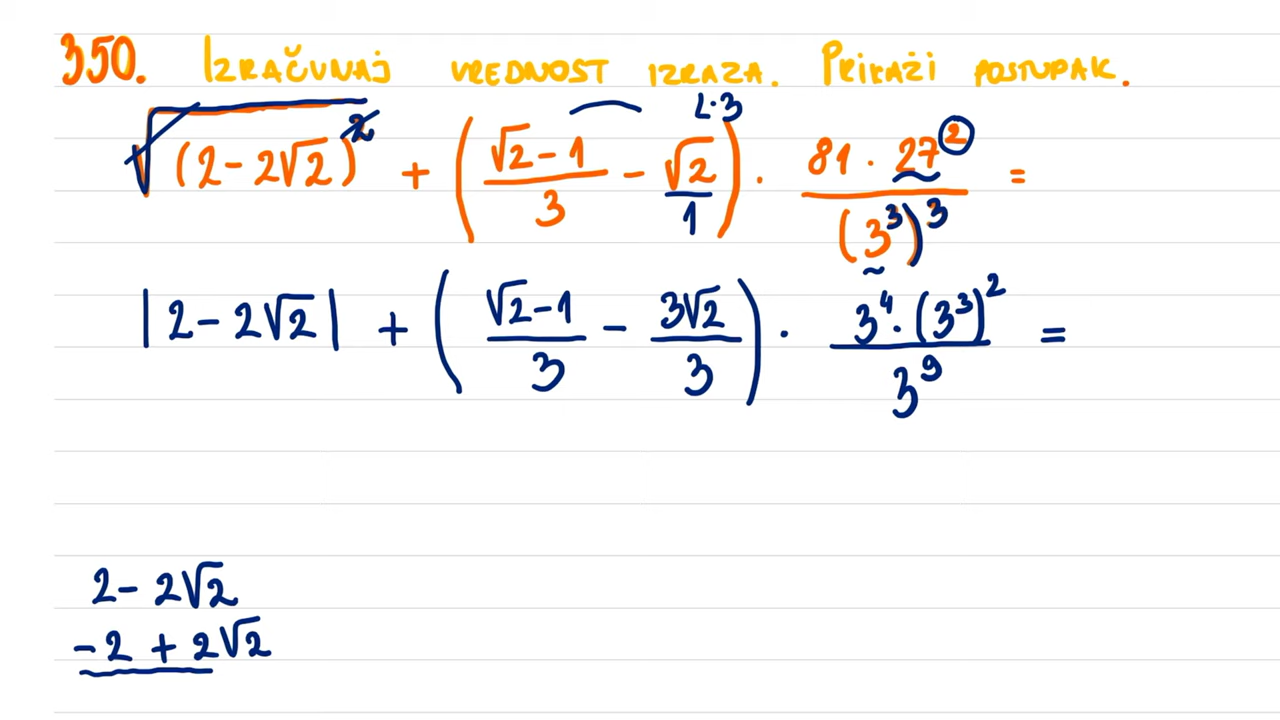 350. IZRAČUNAJ VREDNOST IZRAZA. PRIKAŽI POSTUPAK.
√(2-2√2)² + ((√2-1)/3 - √2/1)^{L·3} · (81·27²)/(3³)³ =
|2-2√2| + ((√2-1)/3 - 3√2/3) · (3⁴·(3³)²)/3⁹ =
2-2√2
-2+2√2